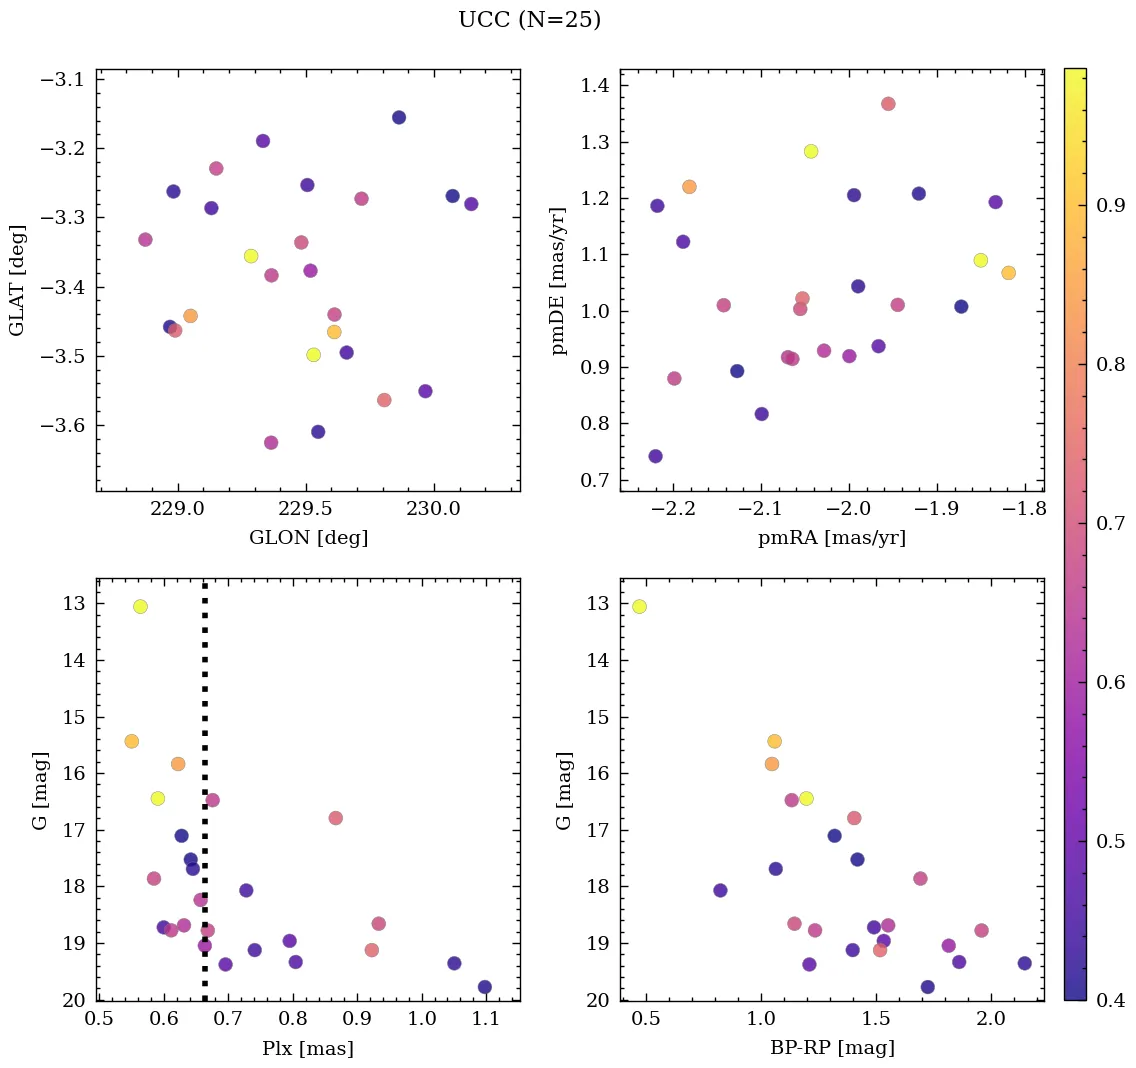 UCC (N=25)
−3.1
−3.2
−3.3
−3.4
−3.5
−3.6
GLAT [deg]
229.0 229.5 230.0
GLON [deg]
1.4
1.3
1.2
1.1
1.0
0.9
0.8
0.7
pmDE [mas/yr]
−2.2 −2.1 −2.0 −1.9 −1.8
pmRA [mas/yr]
13
14
15
16
17
18
19
20
G [mag]
0.5 0.6 0.7 0.8 0.9 1.0 1.1
Plx [mas]
13
14
15
16
17
18
19
20
G [mag]
0.5 1.0 1.5 2.0
BP-RP [mag]
0.9
0.8
0.7
0.6
0.5
0.4